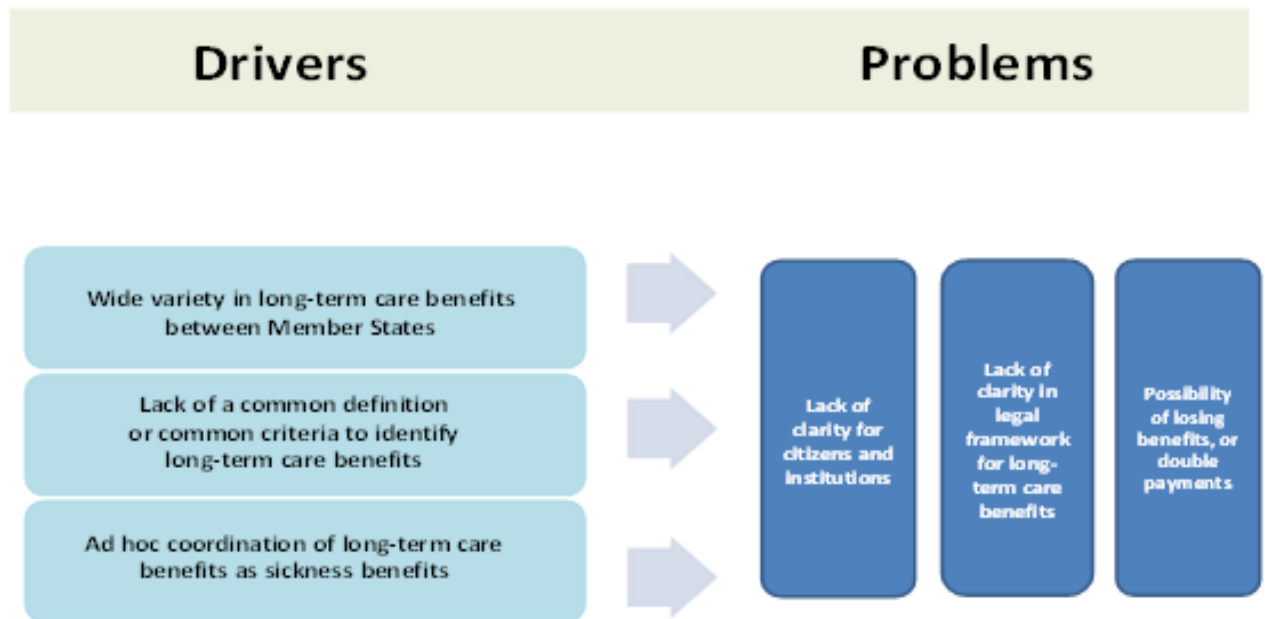 Drivers
Problems
Wide variety in long-term care benefits
between Member States
Lack of a common definition
or common criteria to identify
long-term care benefits
Ad hoc coordination of long-term care
benefits as sickness benefits
Lack of
clarity for
citizens and
institutions
Lack of
clarity in
legal
framework
for long-
term care
benefits
Possibility
of losing
benefits, or
double
payments